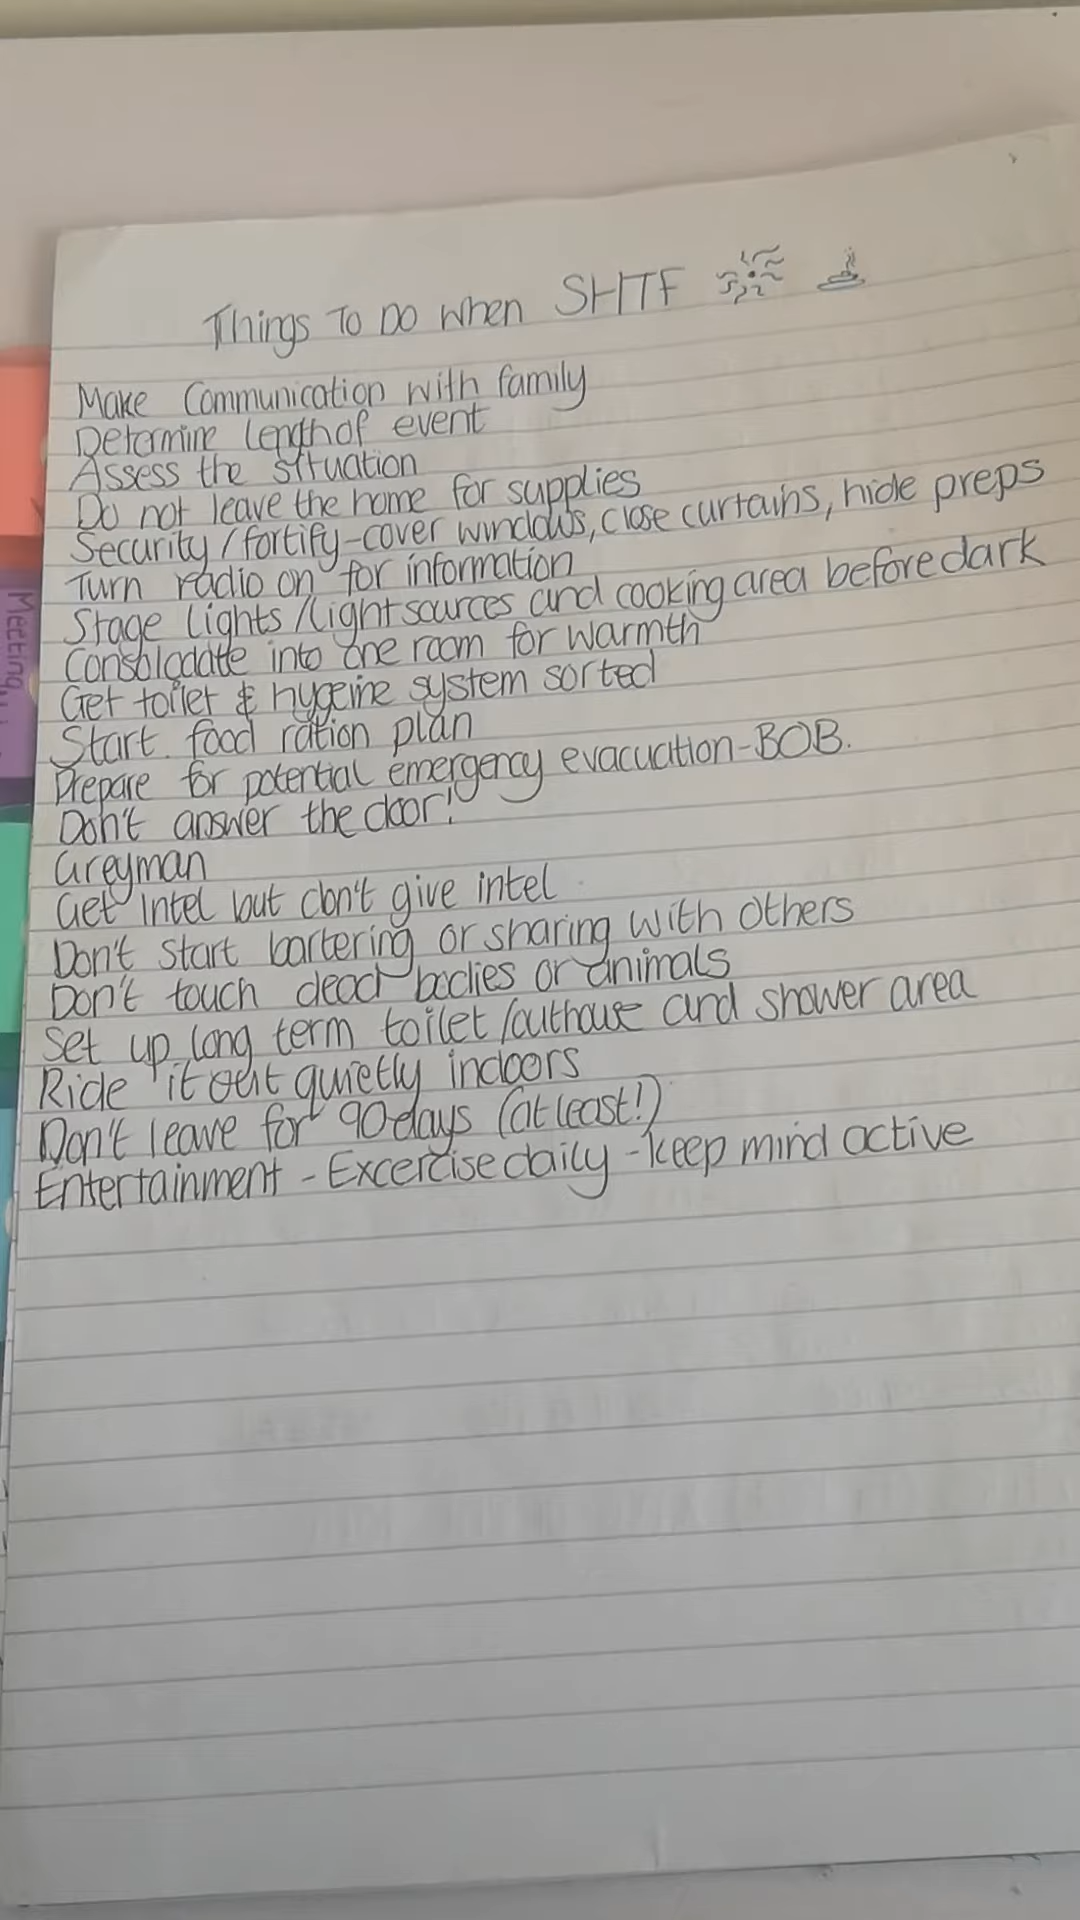 Things To Do when SHTF
Make Communication with family
Determine Length of event
Assess the situation
Do not leave the home for supplies
Security / fortify - cover windows, close curtains, hide preps
Turn radio on for information
Stage Lights / Light sources and cooking area before dark
Consoladatte into one room for warmth
Get toilet & hygeine system sorted
Start food ration plan
Prepare for potential emergency evacuation - BOB.
Don't answer the door!
Greyman
Get intel but don't give intel
Don't start bartering or sharing with others
Don't touch dead bodies or animals
Set up long term toilet / outhouse and shower area
Ride it out quietly indoors
Don't leave for 90 days (at least!)
Entertainment - Excercise daily - keep mind active
Meeting